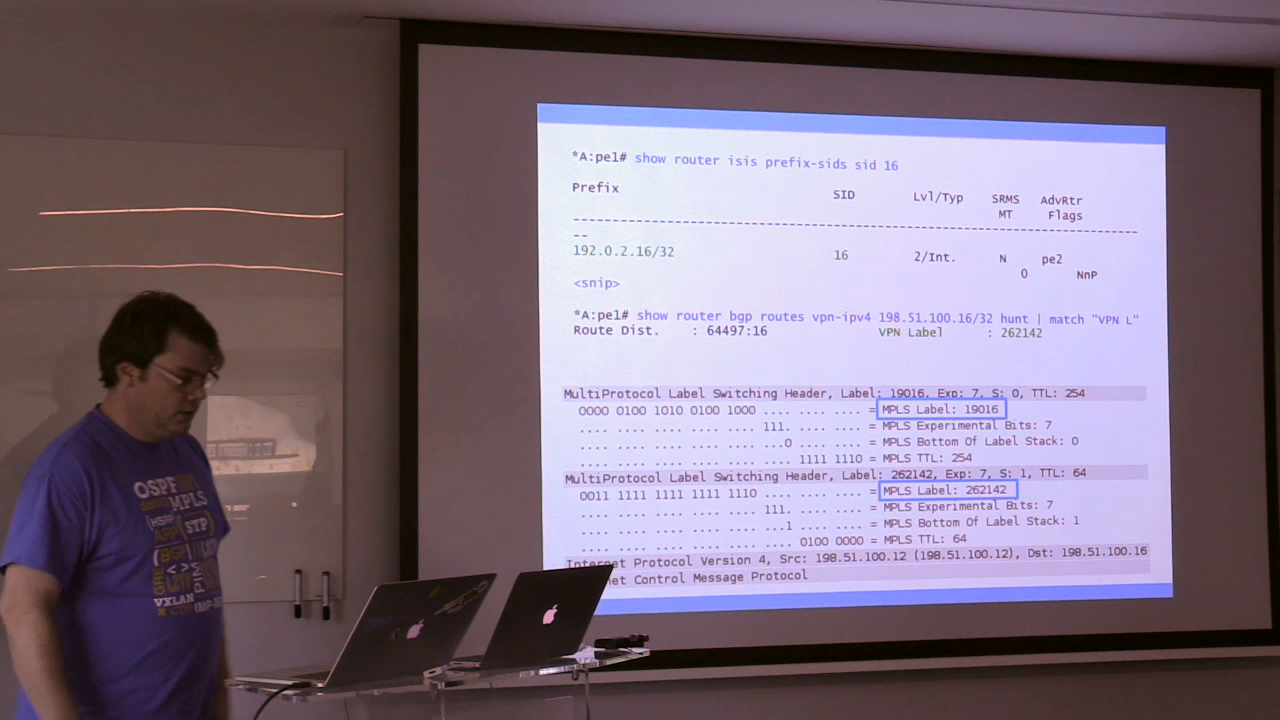 *A:pe1# show router isis prefix-sids sid 16
Prefix SID Lvl/Typ SRMS AdvRtr
MT Flags
--------------------------------------------------------------------------
--
192.0.2.16/32 16 2/Int. N pe2
0 NnP
<snip>
*A:pe1# show router bgp routes vpn-ipv4 198.51.100.16/32 hunt | match "VPN L"
Route Dist. : 64497:16 VPN Label : 262142
MultiProtocol Label Switching Header, Label: 19016, Exp: 7, S: 0, TTL: 254
0000 0100 1010 0100 1000 .... .... .... = MPLS Label: 19016
.... .... .... .... .... 111. .... .... = MPLS Experimental Bits: 7
.... .... .... .... .... ...0 .... .... = MPLS Bottom Of Label Stack: 0
.... .... .... .... .... .... 1111 1110 = MPLS TTL: 254
MultiProtocol Label Switching Header, Label: 262142, Exp: 7, S: 1, TTL: 64
0011 1111 1111 1111 1110 .... .... .... = MPLS Label: 262142
.... .... .... .... .... 111. .... .... = MPLS Experimental Bits: 7
.... .... .... .... .... ...1 .... .... = MPLS Bottom Of Label Stack: 1
.... .... .... .... .... .... 0100 0000 = MPLS TTL: 64
Internet Protocol Version 4, Src: 198.51.100.12 (198.51.100.12), Dst: 198.51.100.16
net Control Message Protocol
OSPF
MPLS
(STP)
(BGP)
GRE
L2TP
PIM
VXLAN